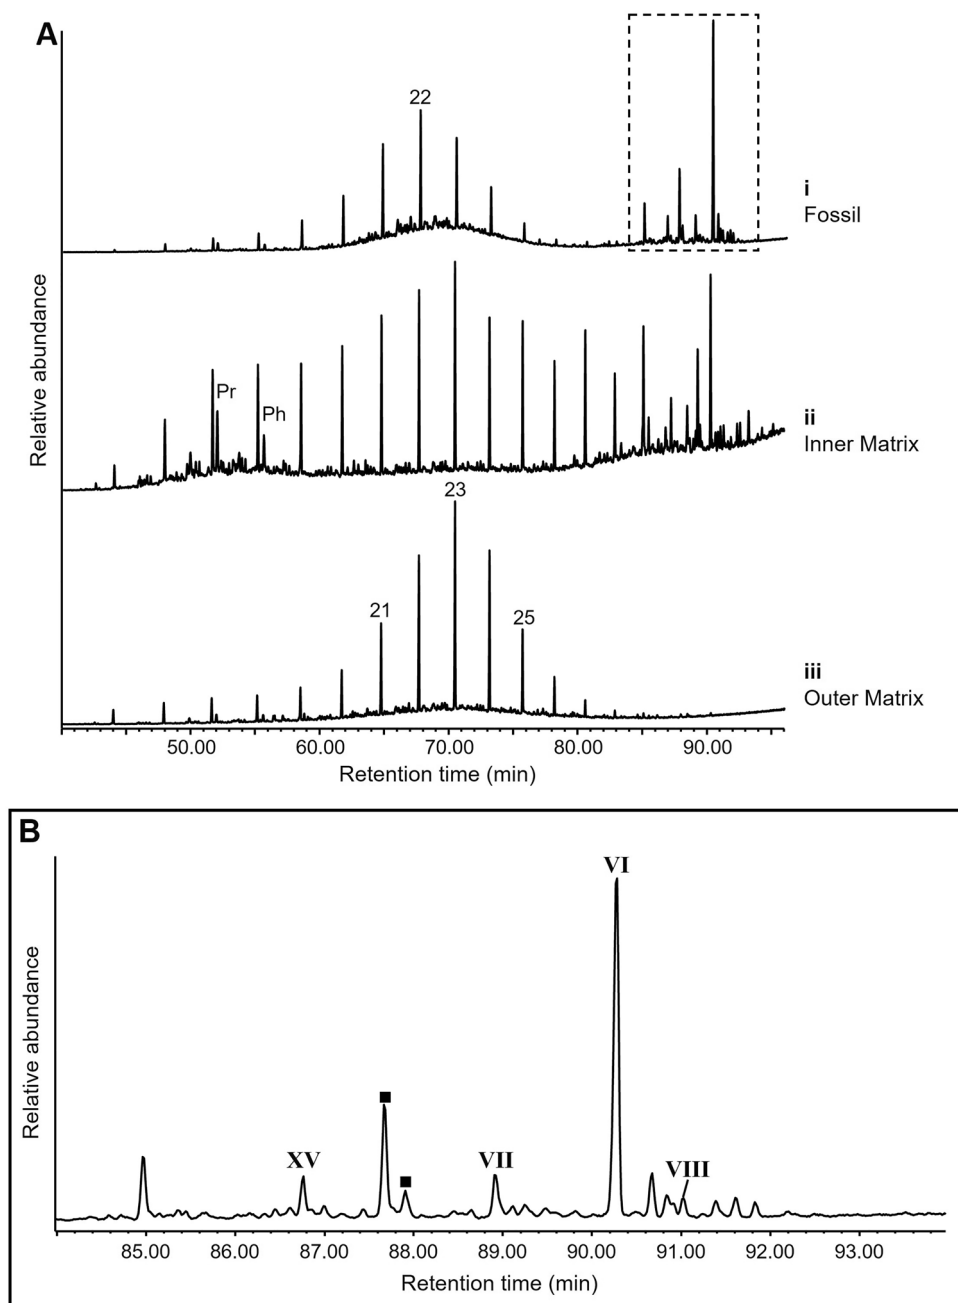 A
22
i
Fossil
Relative abundance
Pr
Ph
ii
Inner Matrix
23
21
25
iii
Outer Matrix
50.00 60.00 70.00 80.00 90.00
Retention time (min)
B
VI
XV
VII
VIII
Relative abundance
85.00 86.00 87.00 88.00 89.00 90.00 91.00 92.00 93.00
Retention time (min)